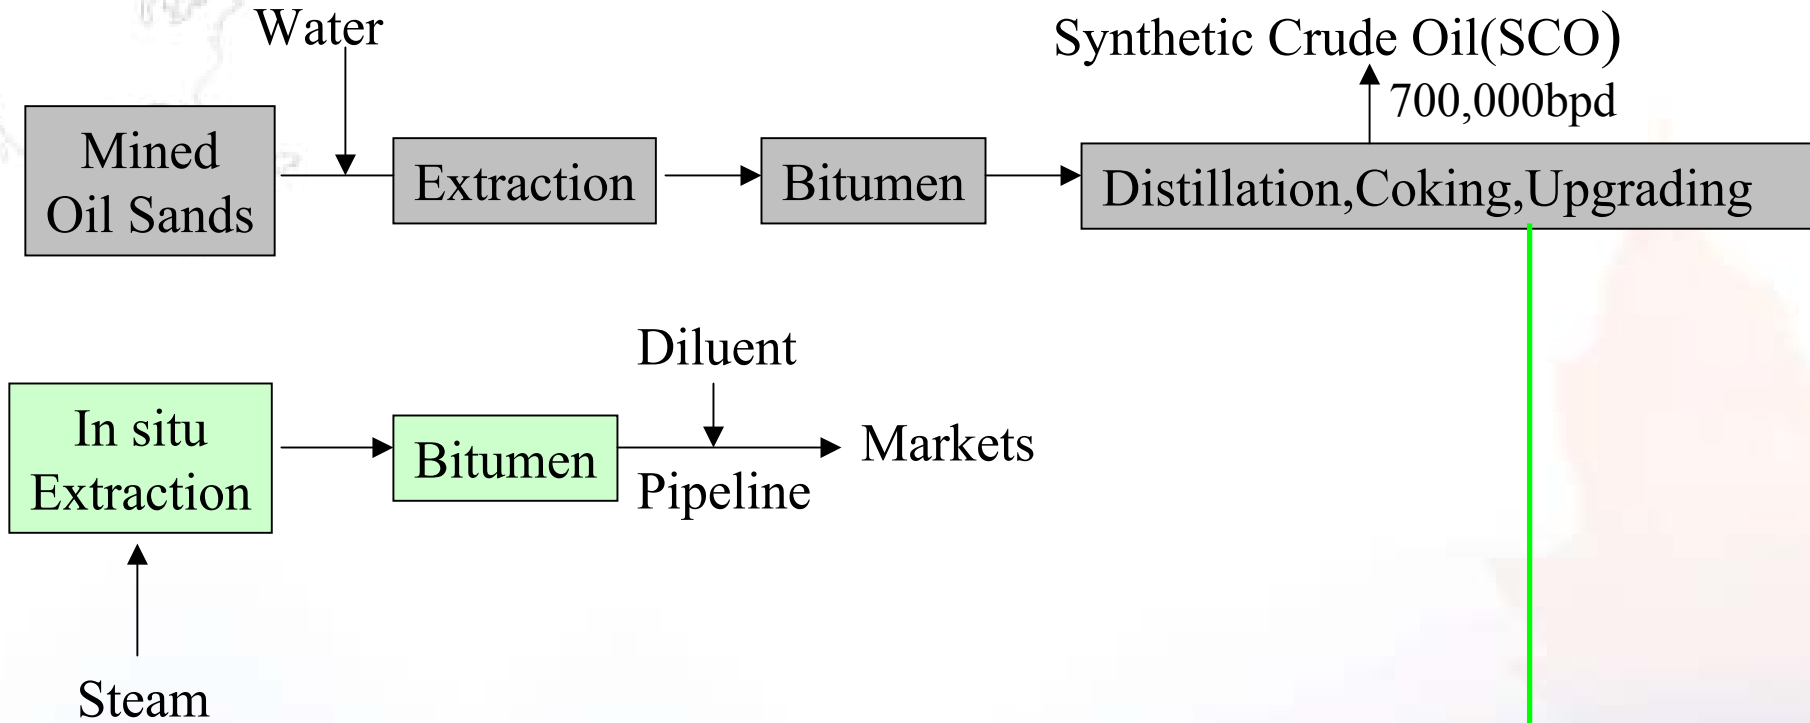 Water
Synthetic Crude Oil(SCO)
700,000bpd
Mined
Oil Sands
Extraction
Bitumen
Distillation,Coking,Upgrading
Diluent
In situ
Extraction
Bitumen
Markets
Pipeline
Steam